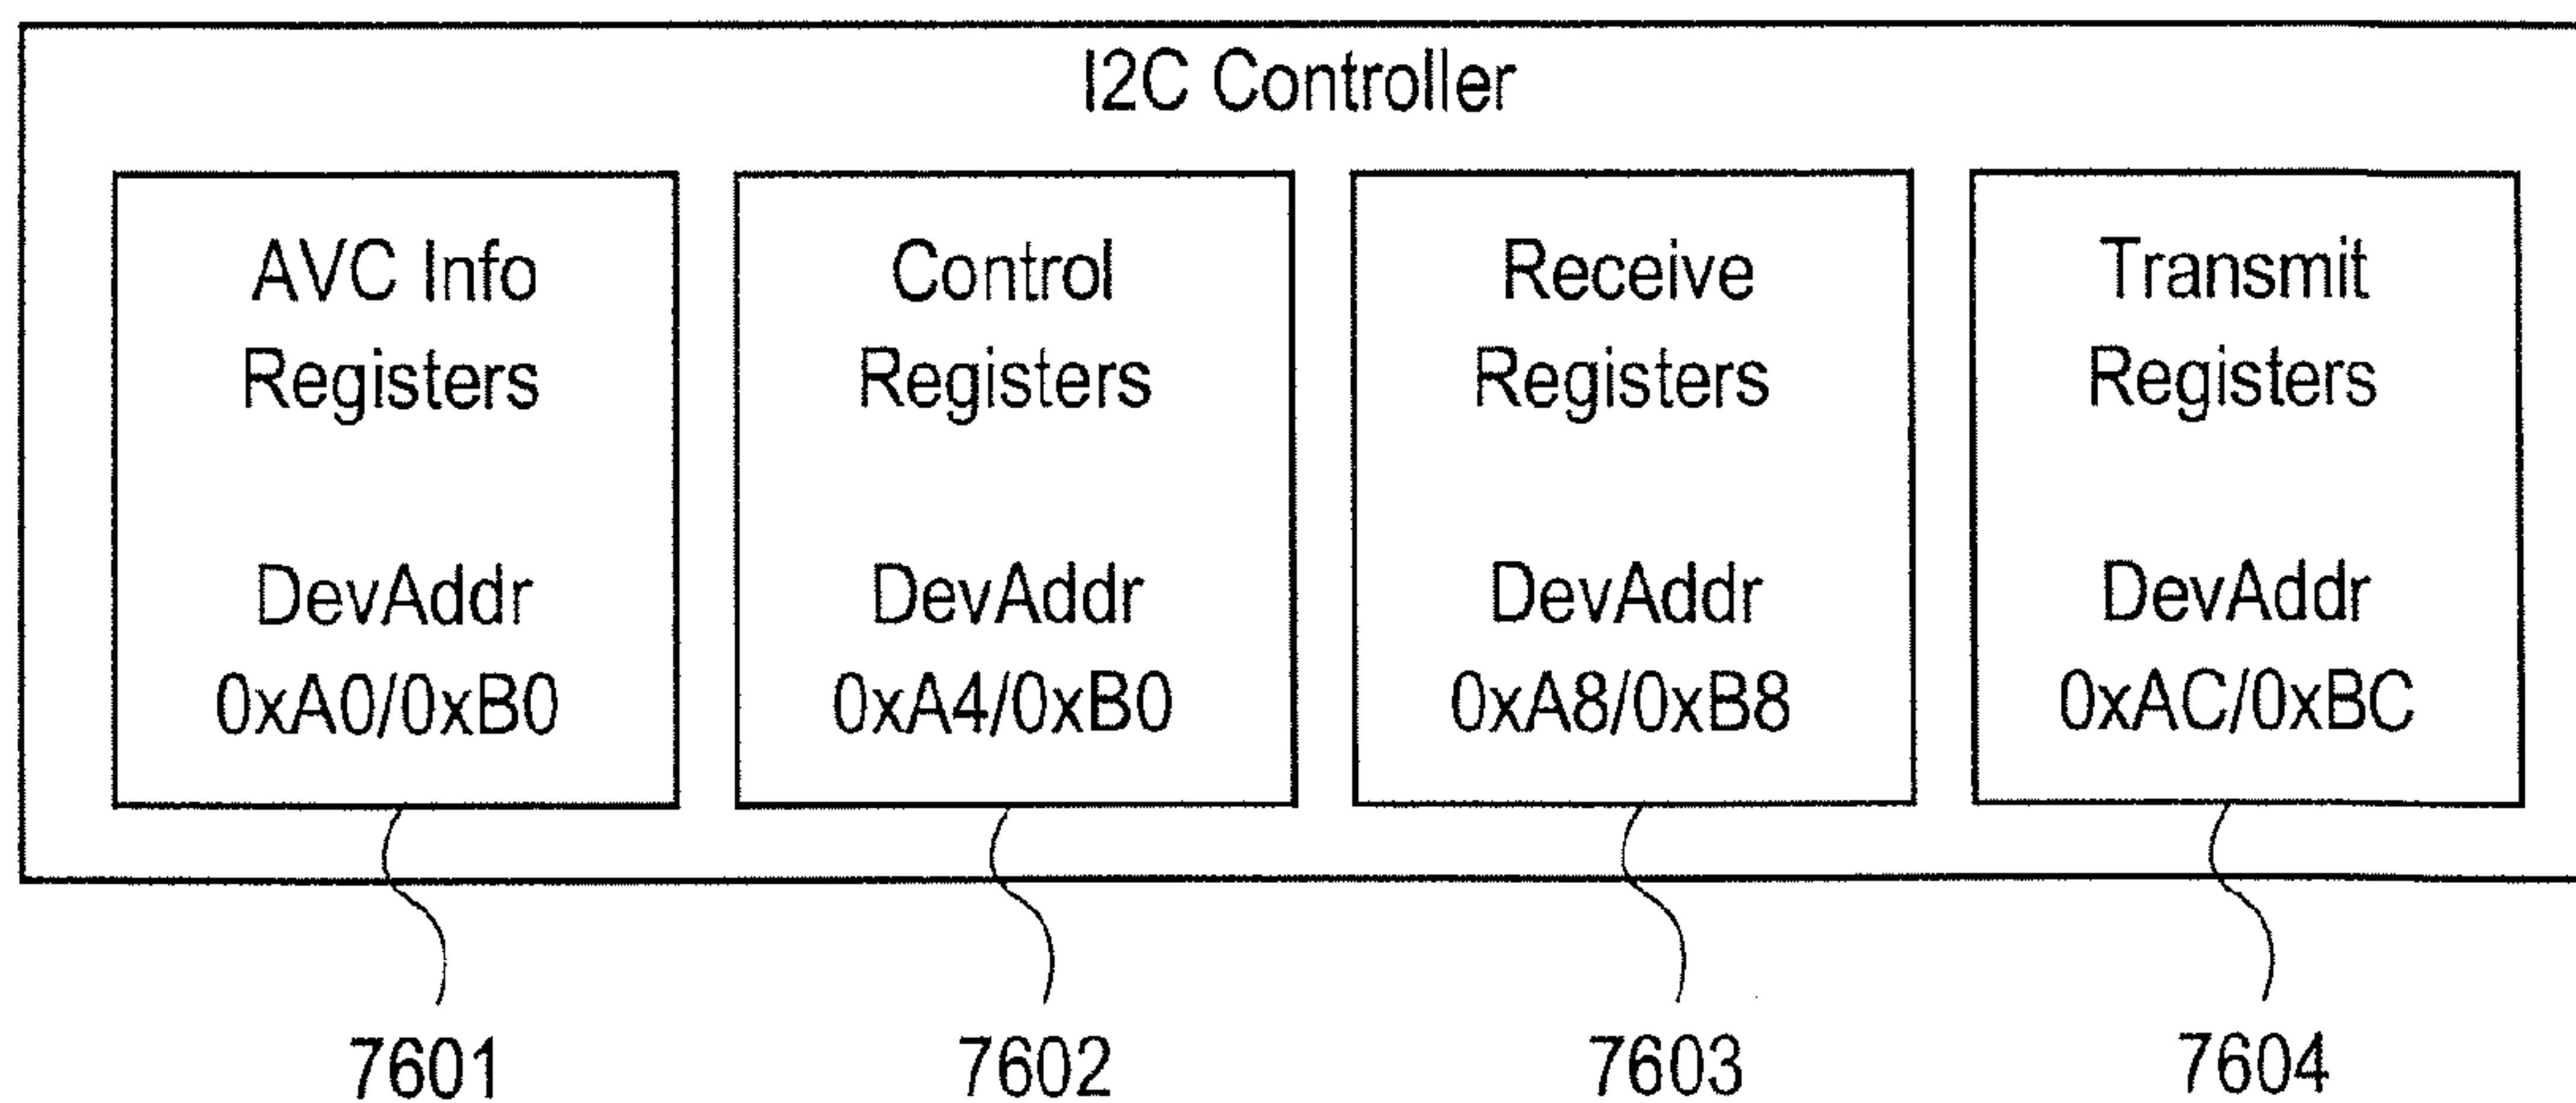 I2C Controller
AVC Info
Registers
DevAddr
0xA0/0xB0
Control
Registers
DevAddr
0xA4/0xB0
Receive
Registers
DevAddr
0xA8/0xB8
Transmit
Registers
DevAddr
0xAC/0xBC
7601
7602
7603
7604